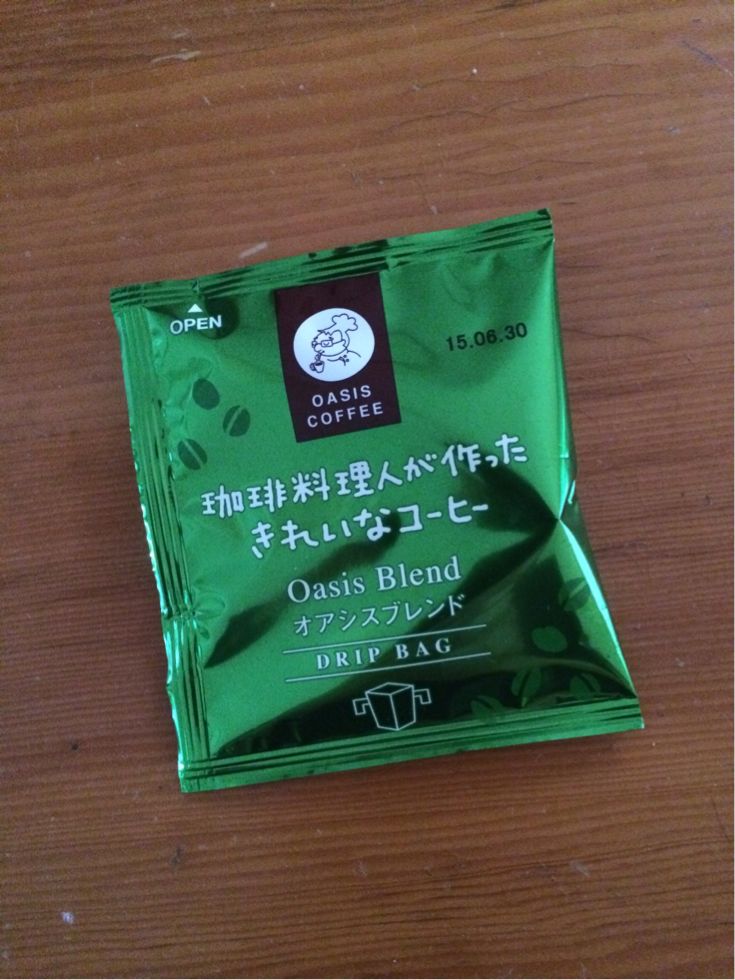 OPEN
OASIS
COFFEE
15.06.30
珈琲料理人が作った
きれいなコーヒー
Oasis Blend
オアシスブレンド
DRIP BAG